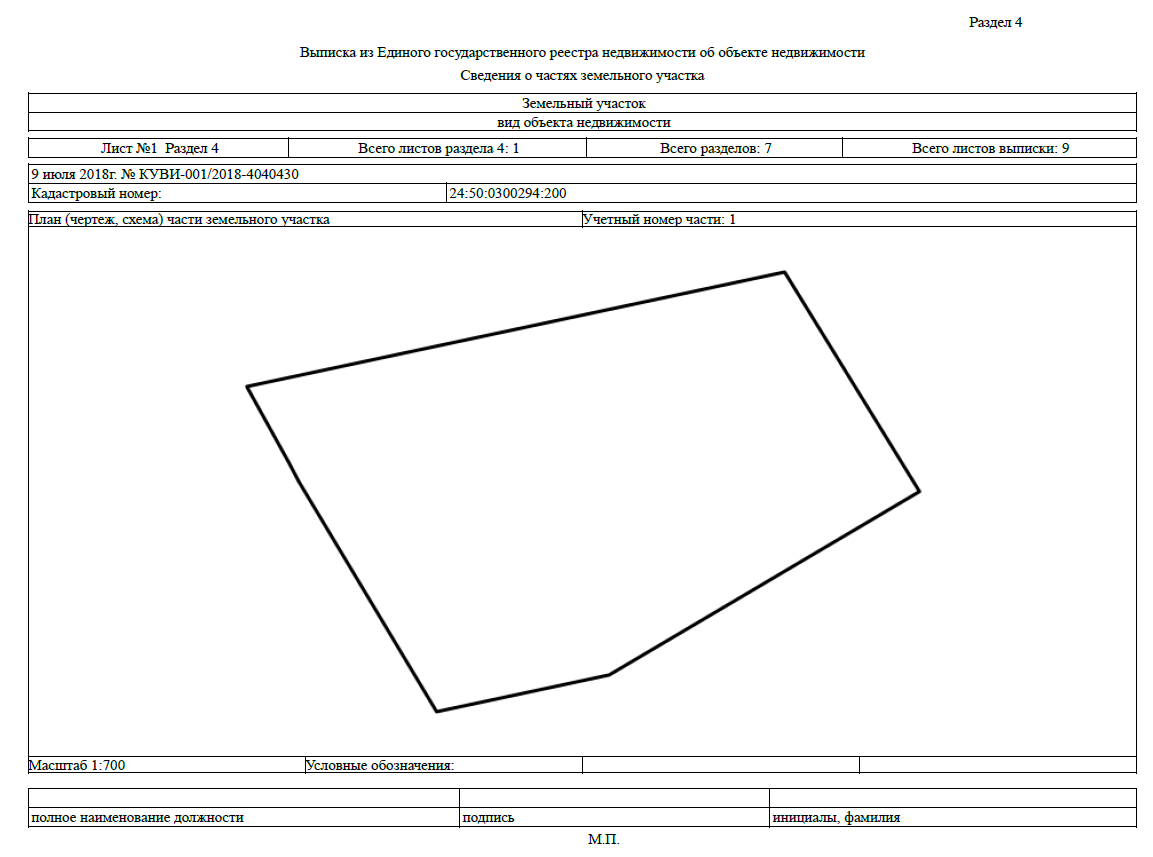 Раздел 4
Выписка из Единого государственного реестра недвижимости об объекте недвижимости
Сведения о частях земельного участка
Земельный участок
вид объекта недвижимости
Лист №1 Раздел 4 Всего листов раздела 4: 1 Всего разделов: 7 Всего листов выписки: 9
9 июля 2018г. № КУВИ-001/2018-4040430
Кадастровый номер: 24:50:0300294:200
План (чертеж, схема) части земельного участка Учетный номер части: 1
Масштаб 1:700 Условные обозначения:
полное наименование должности подпись инициалы, фамилия
М.П.